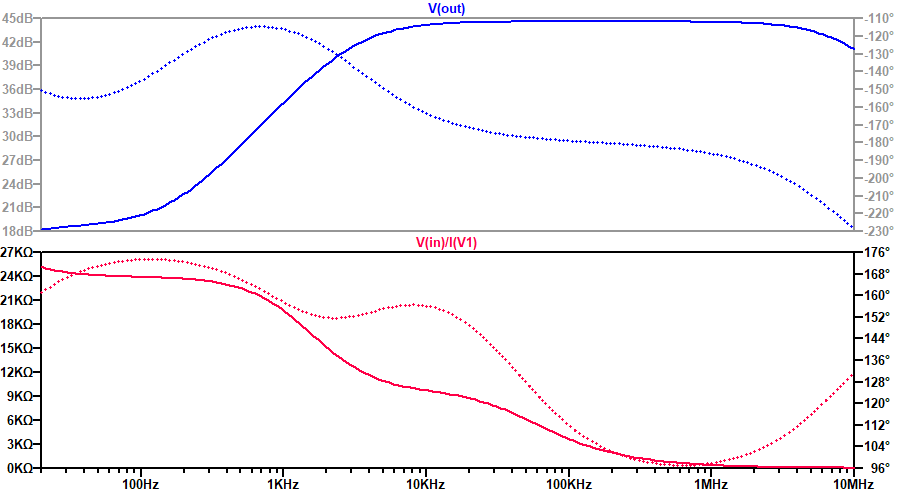 V(out)
45dB -110°
42dB -120°
39dB -130°
36dB -140°
33dB -150°
30dB -160°
27dB -170°
24dB -180°
21dB -190°
18dB -200°
-210°
-220°
-230°
V(in)/I(V1)
27KΩ 176°
24KΩ 168°
21KΩ 160°
18KΩ 152°
15KΩ 144°
12KΩ 136°
9KΩ 128°
6KΩ 120°
3KΩ 112°
0KΩ 104°
96°
100Hz 1KHz 10KHz 100KHz 1MHz 10MHz